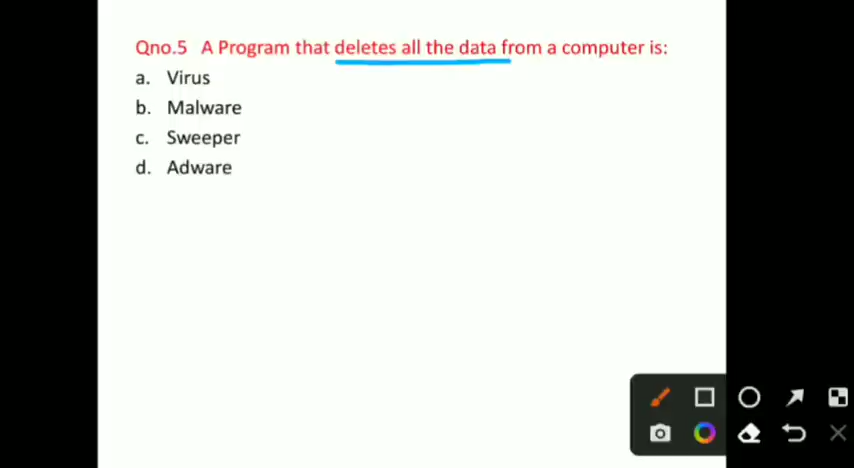 Qno.5 A Program that deletes all the data from a computer is:
a. Virus
b. Malware
c. Sweeper
d. Adware